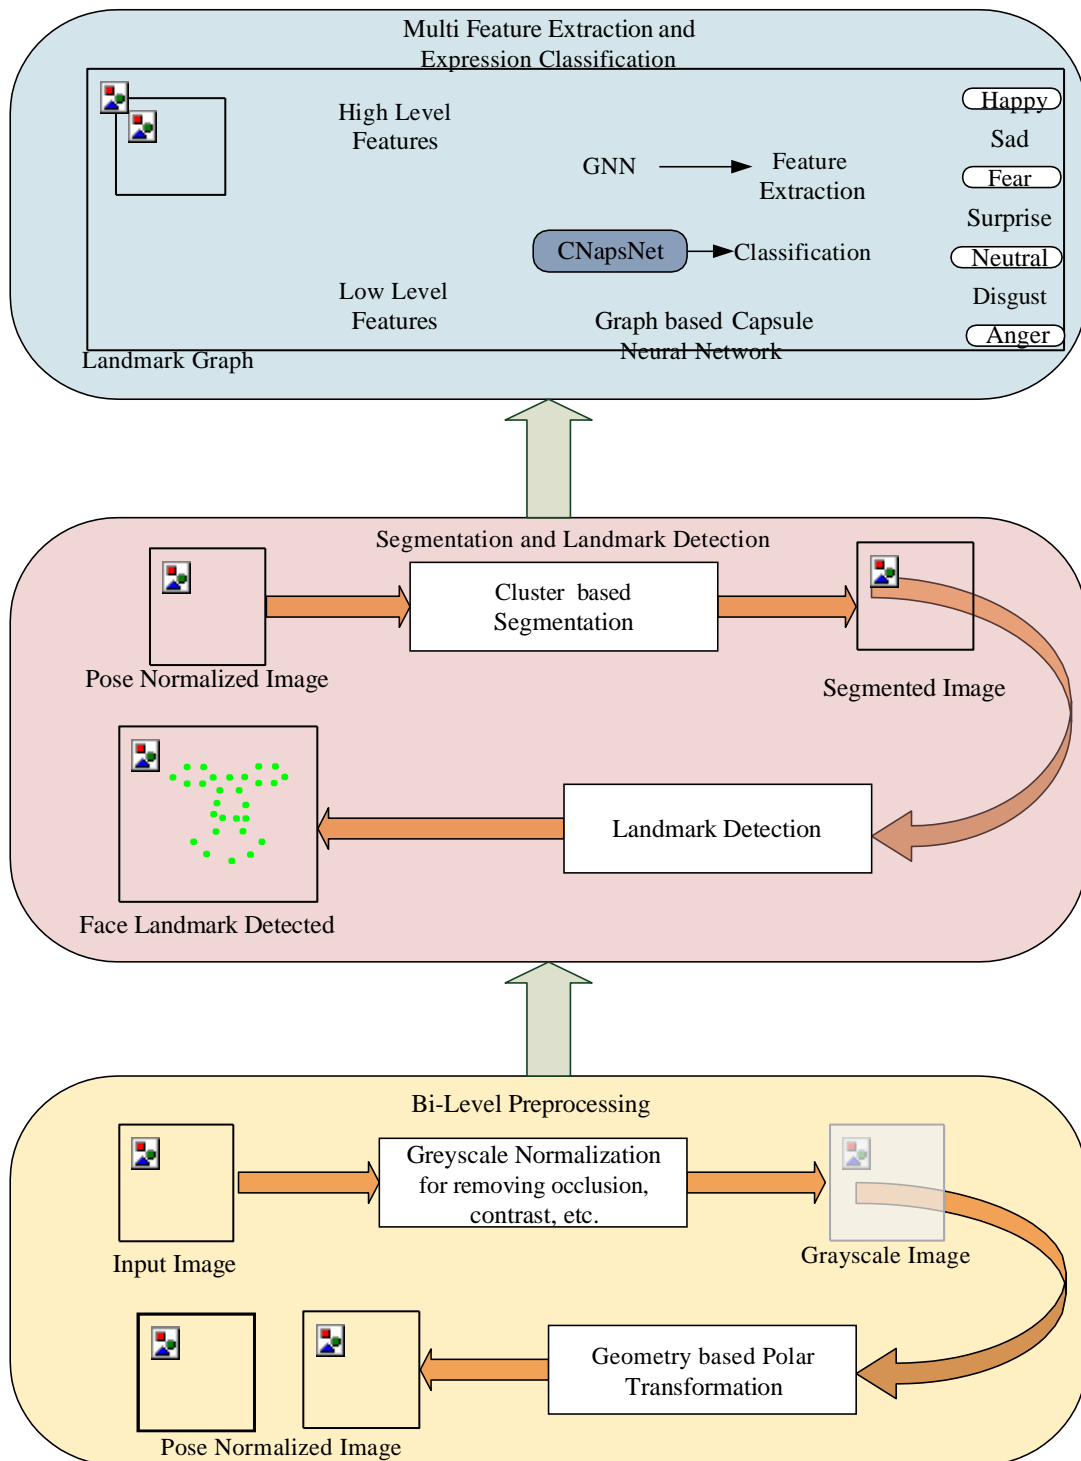 Multi Feature Extraction and
Expression Classification
High Level
Features
GNN
Feature
Extraction
CNapsNet
Classification
Low Level
Features
Graph based Capsule
Neural Network
Landmark Graph
Happy
Sad
Fear
Surprise
Neutral
Disgust
Anger
Segmentation and Landmark Detection
Pose Normalized Image
Cluster based
Segmentation
Segmented Image
Landmark Detection
Face Landmark Detected
Bi-Level Preprocessing
Input Image
Greyscale Normalization
for removing occlusion,
contrast, etc.
Grayscale Image
Geometry based Polar
Transformation
Pose Normalized Image